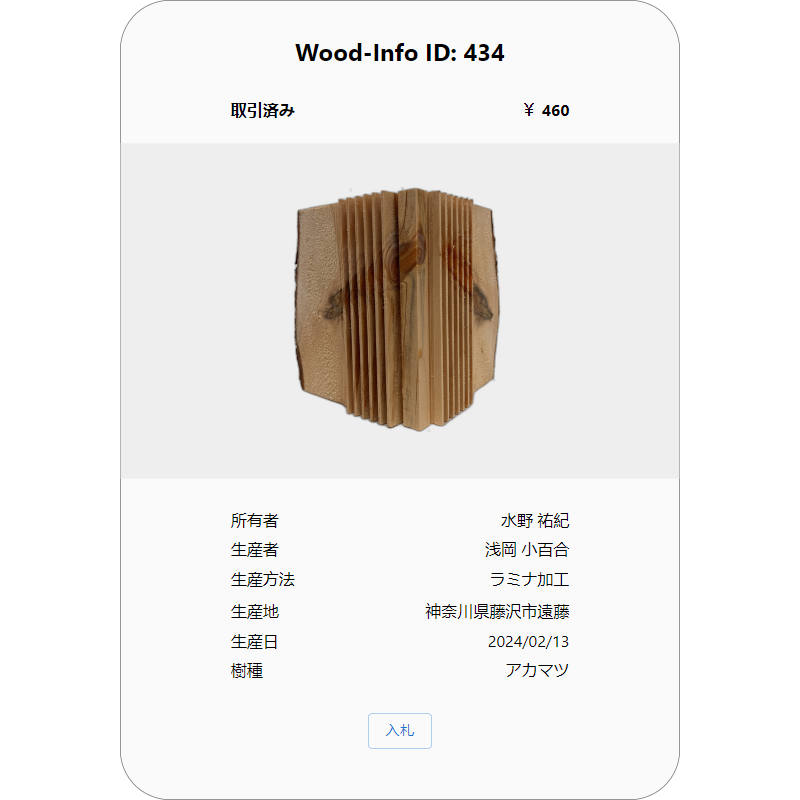 Wood-Info ID: 434
取引済み ￥ 460
所有者 水野 祐紀
生産者 浅岡 小百合
生産方法 ラミナ加工
生産地 神奈川県藤沢市遠藤
生産日 2024/02/13
樹種 アカマツ
入札